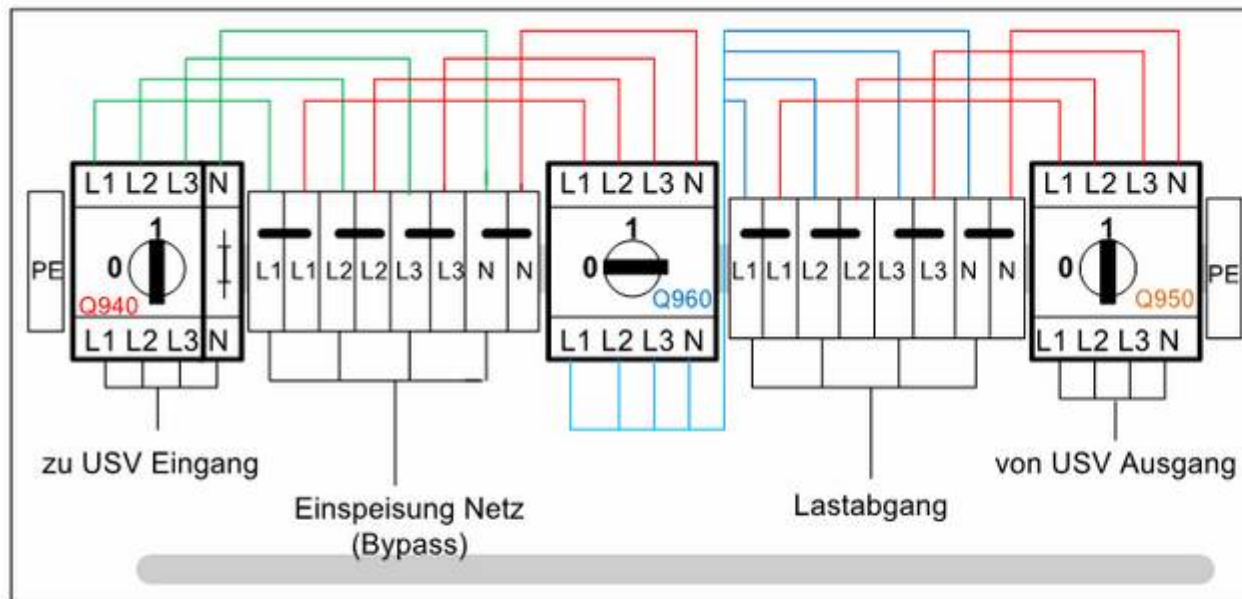 L1 L2 L3 N
L1 L2 L3 N
L1 L2 L3 N
1
1
1
PE
0
L1 L1 L2 L2 L3 L3 N N
0
L1 L1 L2 L2 L3 L3 N N
0
PE
Q940
Q960
Q950
L1 L2 L3 N
L1 L2 L3 N
L1 L2 L3 N
zu USV Eingang
von USV Ausgang
Einspeisung Netz
(Bypass)
Lastabgang